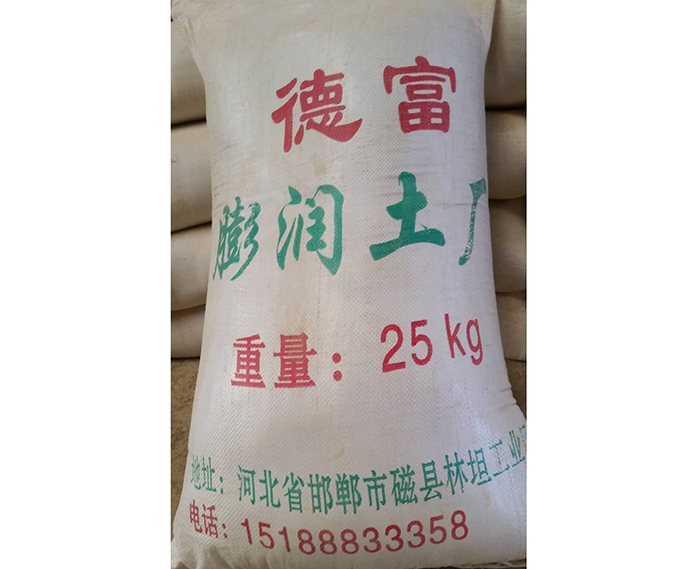 德富
膨润土厂
重量：25kg
地址：河北省邯郸市磁县林坦工业
电话：15188833358